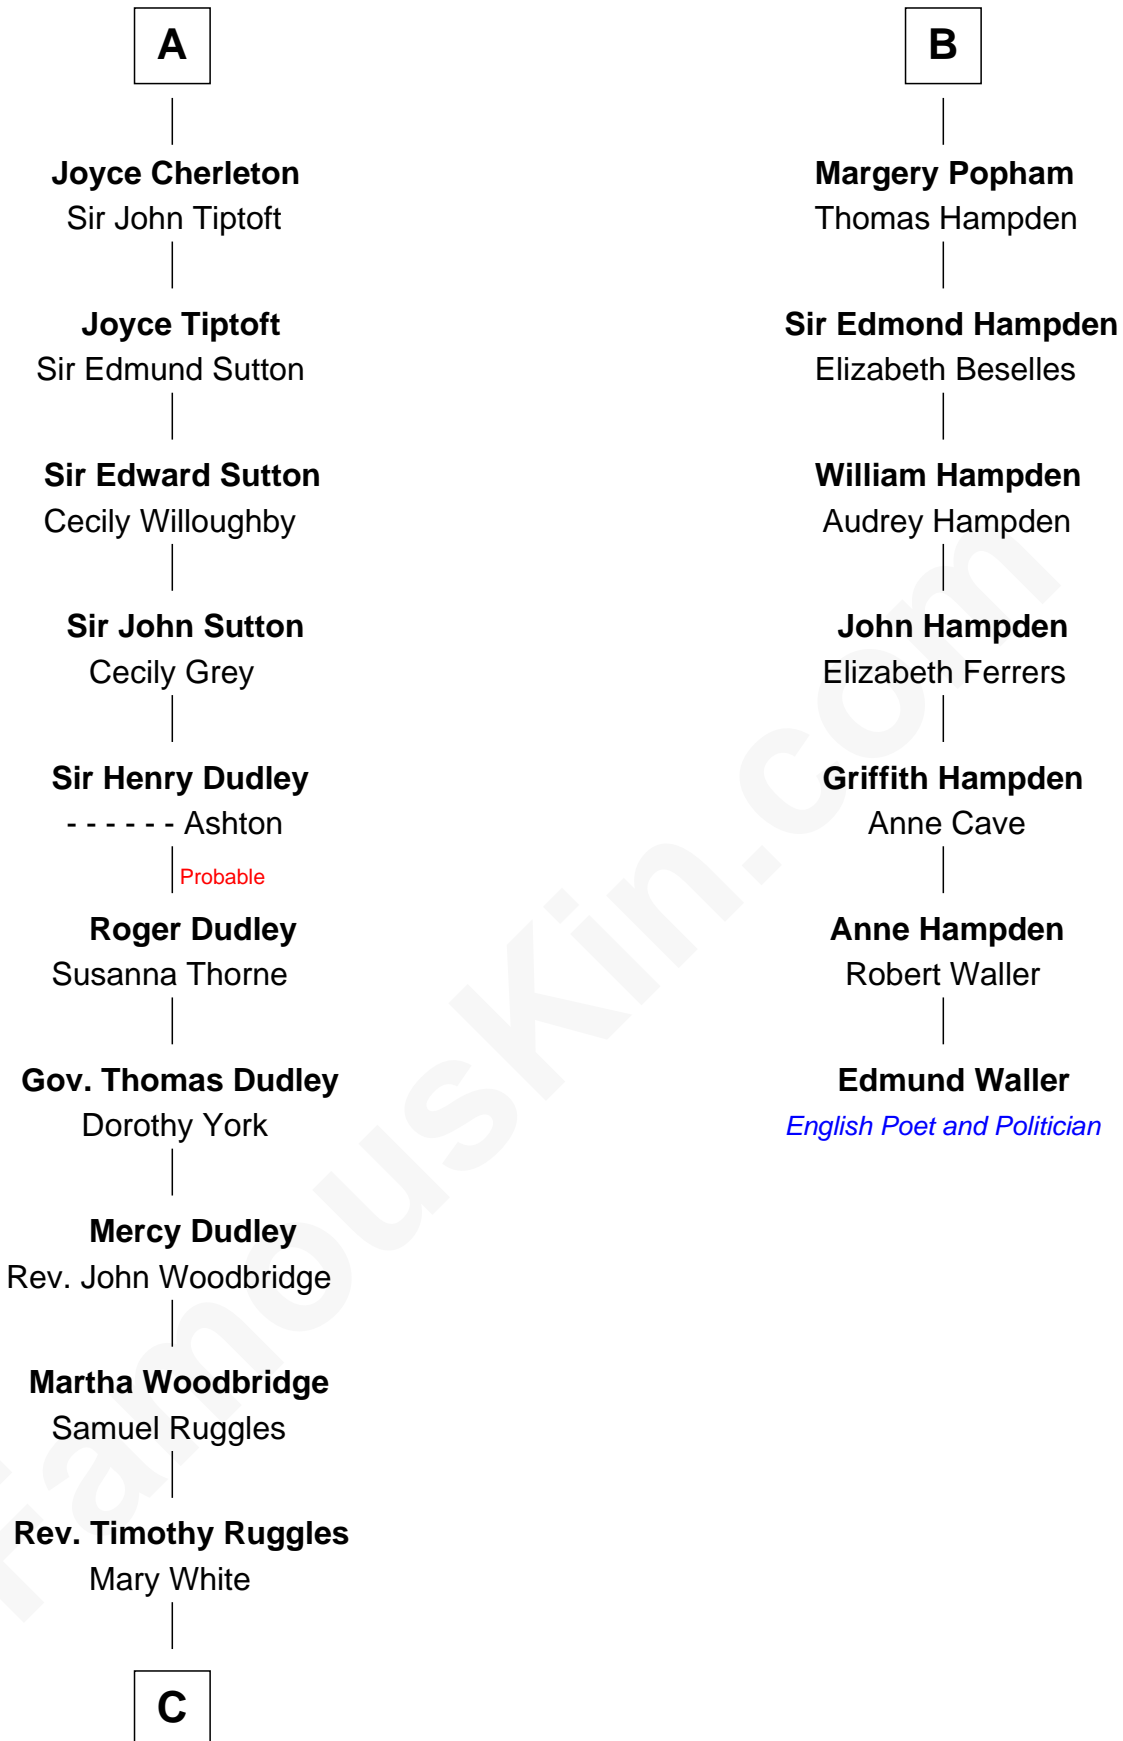 A
Joyce Cherleton
Sir John Tiptoft
Joyce Tiptoft
Sir Edmund Sutton
Sir Edward Sutton
Cecily Willoughby
Sir John Sutton
Cecily Grey
Sir Henry Dudley
- - - - - - Ashton
Probable
Roger Dudley
Susanna Thorne
Gov. Thomas Dudley
Dorothy York
Mercy Dudley
Rev. John Woodbridge
Martha Woodbridge
Samuel Ruggles
Rev. Timothy Ruggles
Mary White
C
B
Margery Popham
Thomas Hampden
Sir Edmond Hampden
Elizabeth Beselles
William Hampden
Audrey Hampden
John Hampden
Elizabeth Ferrers
Griffith Hampden
Anne Cave
Anne Hampden
Robert Waller
Edmund Waller
English Poet and Politician
FamousKin.com